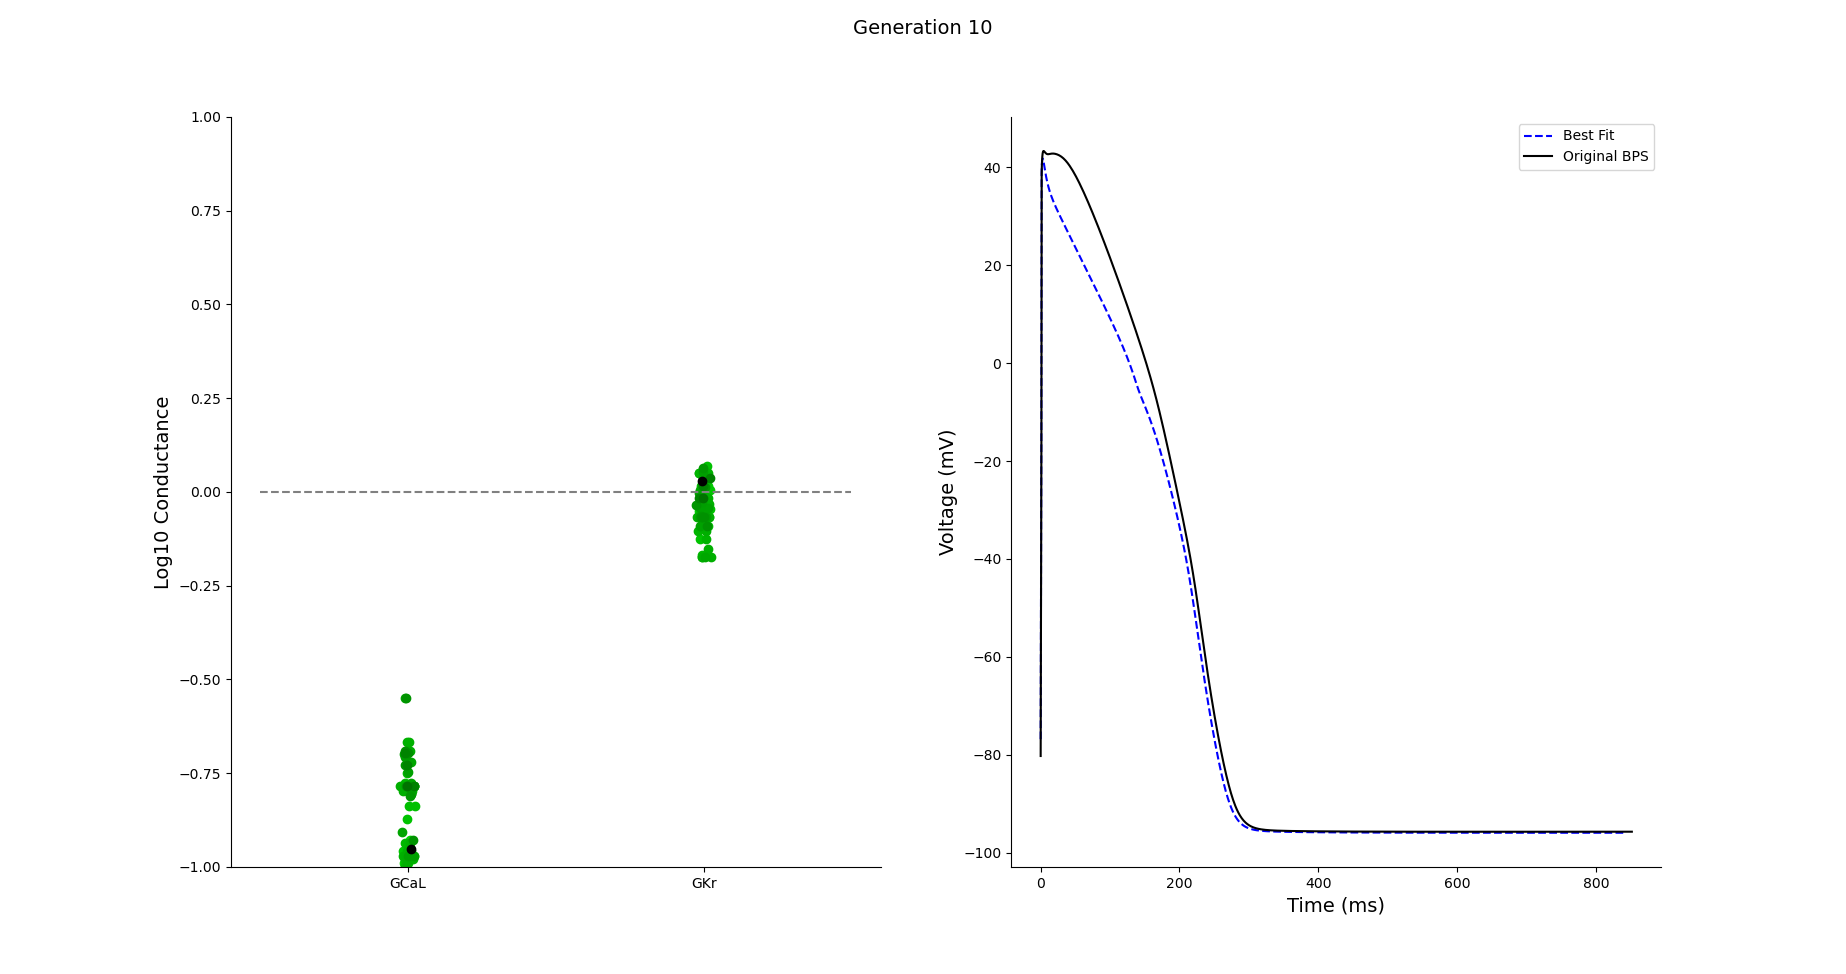 Generation 10
1.00
0.75
0.50
0.25
0.00
−0.25
−0.50
−0.75
−1.00
Log10 Conductance
GCaL
GKr
Best Fit
Original BPS
40
20
0
−20
−40
−60
−80
−100
Voltage (mV)
0
200
400
600
800
Time (ms)